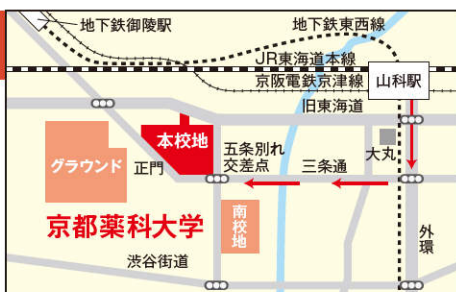 地下鉄御陵駅
地下鉄東西線
JR東海道本線
京阪電鉄京津線
山科駅
旧東海道
本校地
五条別れ
交差点
大丸
グラウンド
正門
三条通
京都薬科大学
南校地
外環
渋谷街道